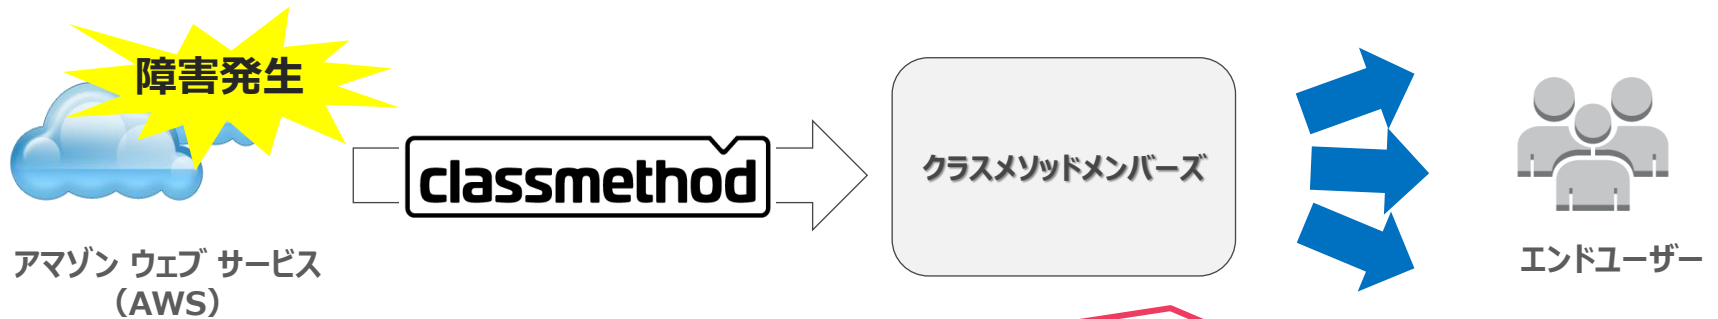 障害発生
classmethod
クラスメソッドメンバーズ
アマゾン ウェブ サービス
（AWS）
エンドユーザー